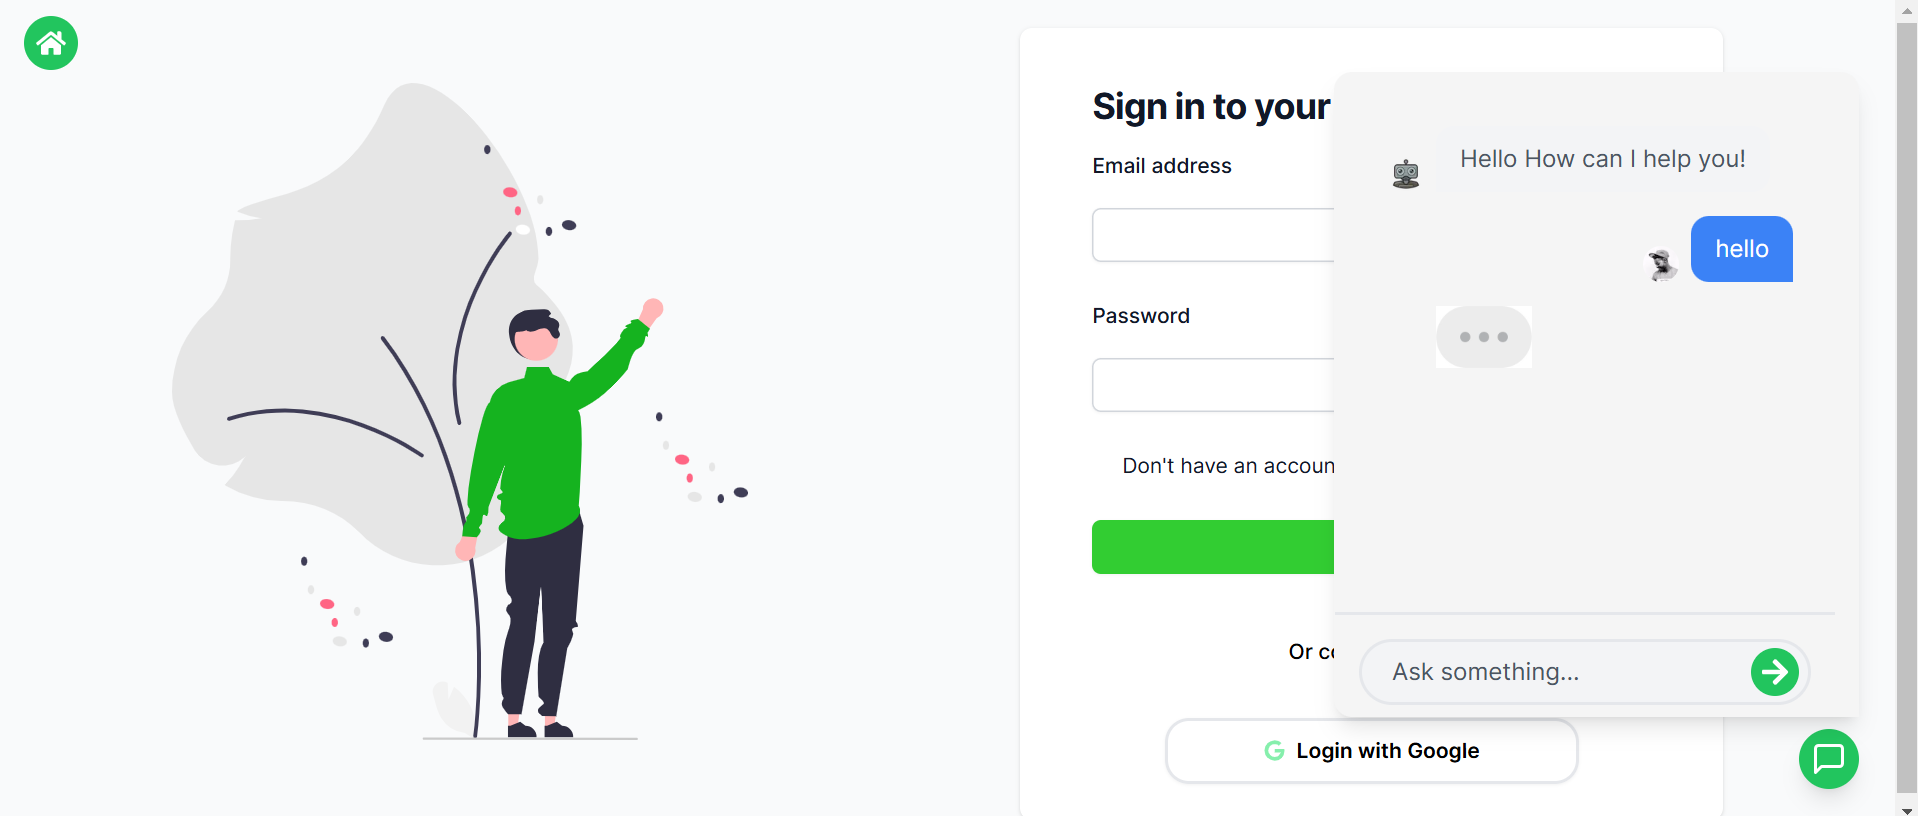 Sign in to your
Email address
Password
Don't have an accoun
Or co
Login with Google
Hello How can I help you!
hello
Ask something...